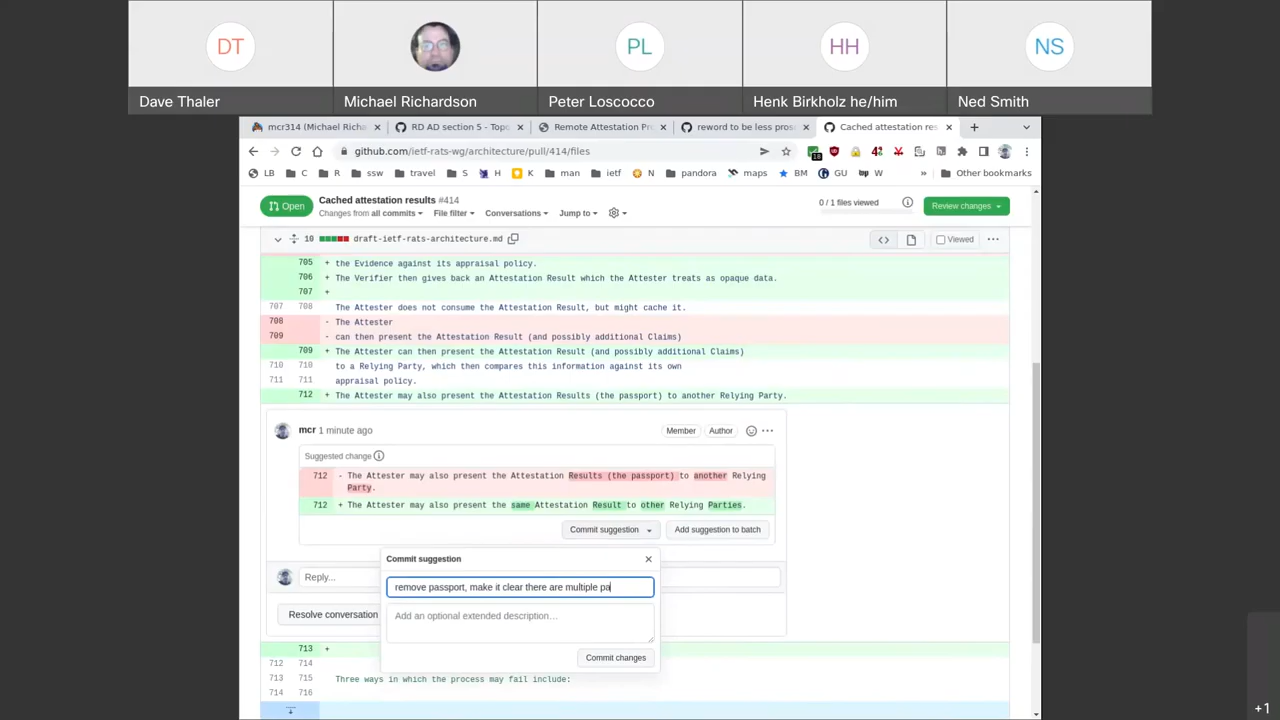 DT
PL
HH
NS
Dave Thaler
Michael Richardson
Peter Loscocco
Henk Birkholz he/him
Ned Smith
mcr314 (Michael Richa
RD AD section 5 - Topo
Remote Attestation Pro
reword to be less pros
Cached attestation res
github.com/ietf-rats-wg/architecture/pull/414/files
18
LB C R ssw travel S H K man ietf N pandora maps BM GU W » Other bookmarks
Open
Cached attestation results #414
Changes from all commits File filter Conversations Jump to
0 / 1 files viewed
Review changes
10 draft-ietf-rats-architecture.md
Viewed
705 + the Evidence against its appraisal policy.
706 + The Verifier then gives back an Attestation Result which the Attester treats as opaque data.
707 +
707 708 The Attester does not consume the Attestation Result, but might cache it.
708 - The Attester
709 - can then present the Attestation Result (and possibly additional Claims)
709 + The Attester can then present the Attestation Result (and possibly additional Claims)
710 710 to a Relying Party, which then compares this information against its own
711 711 appraisal policy.
712 + The Attester may also present the Attestation Results (the passport) to another Relying Party.
mcr 1 minute ago
Member Author
Suggested change
712 - The Attester may also present the Attestation Results (the passport) to another Relying
Party.
712 + The Attester may also present the same Attestation Result to other Relying Parties.
Commit suggestion Add suggestion to batch
Commit suggestion
Reply...
remove passport, make it clear there are multiple pa
Resolve conversation
Add an optional extended description…
Commit changes
713 +
712 714
713 715 Three ways in which the process may fail include:
714 716
+1